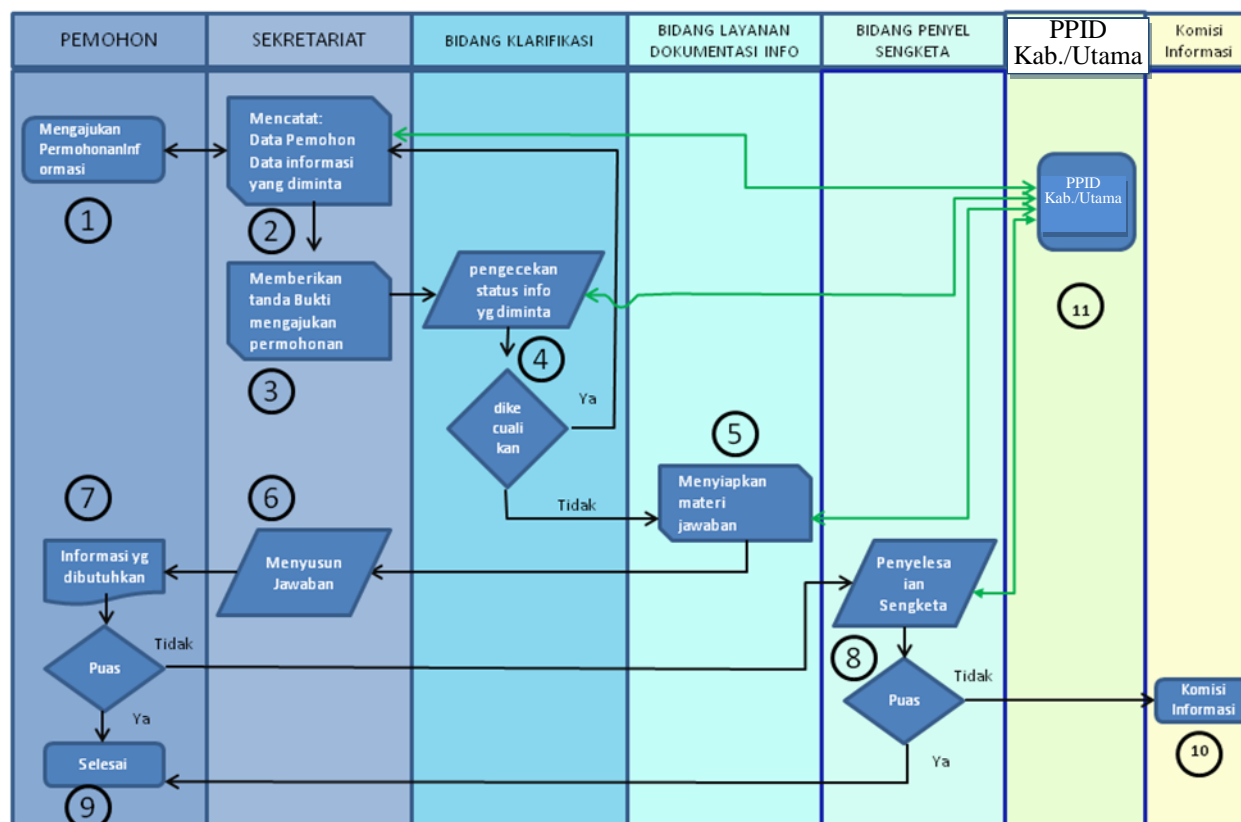 PEMOHON
SEKRETARIAT
BIDANG KLARIFIKASI
BIDANG LAYANAN
DOKUMENTASI INFO
BIDANG PENYEL
SENGKETA
PPID
Kab./Utama
Komisi
Informasi
Mengajukan
PermohonanInf
ormasi
1
Mencatat:
Data Pemohon
Data informasi
yang diminta
2
Memberikan
tanda Bukti
mengajukan
permohonan
3
pengecekan
status info
yg diminta
4
dike
cuali
kan
Ya
Tidak
5
Menyiapkan
materi
jawaban
6
Menyusun
Jawaban
7
Informasi yg
dibutuhkan
Puas
Tidak
Ya
Selesai
9
Penyelesa
ian
Sengketa
8
Puas
Tidak
Ya
PPID
Kab./Utama
11
Komisi
Informasi
10